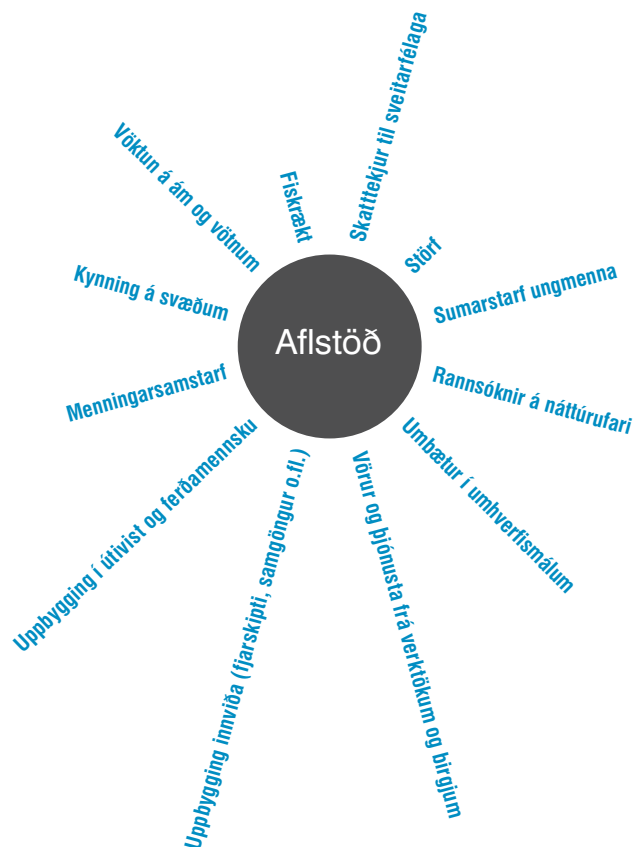 Aflstöð
Skatttekjur til sveitarfélaga
Störf
Sumarstarf ungmenna
Rannsóknir á náttúrufari
Umbætur í umhverfismálum
Vörur og þjónusta frá verktökum og birgjum
Uppbygging innviða (fjarskipti, samgöngur o.fl.)
Uppbygging í útivist og ferðamennsku
Menningarsamstarf
Kynning á svæðum
Vöktun á ám og vötnum
Fiskrækt